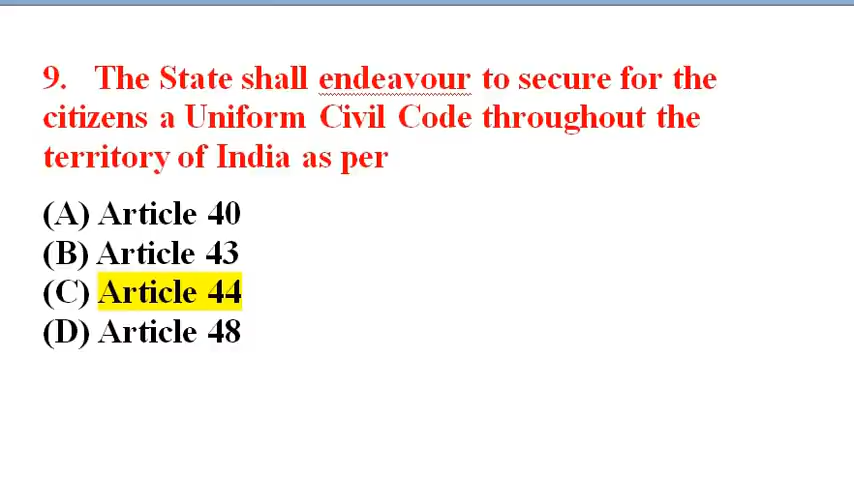 9. The State shall endeavour to secure for the
citizens a Uniform Civil Code throughout the
territory of India as per
(A) Article 40
(B) Article 43
(C) Article 44
(D) Article 48